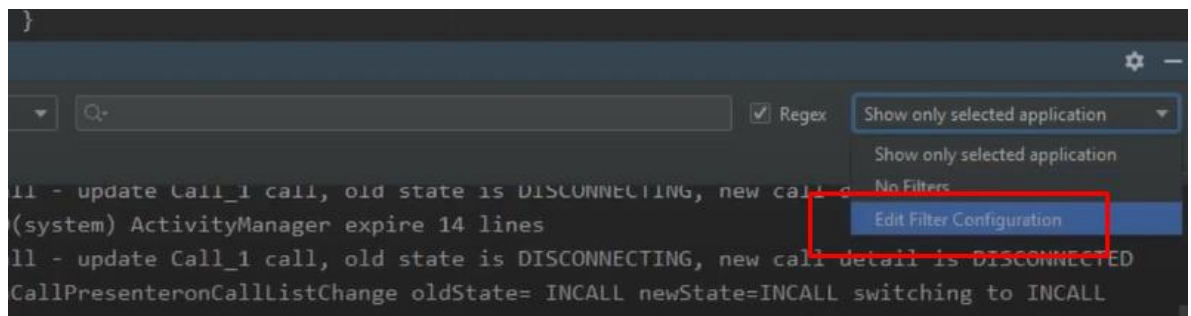 }
Regex
Show only selected application
Show only selected application
No Filters
ll - update Call_1 call, old state is DISCONNECTING, new call d
Edit Filter Configuration
(system) ActivityManager expire 14 lines
ll - update Call_1 call, old state is DISCONNECTING, new call detail is DISCONNECTED
CallPresenteronCallListChange oldState= INCALL newState=INCALL switching to INCALL